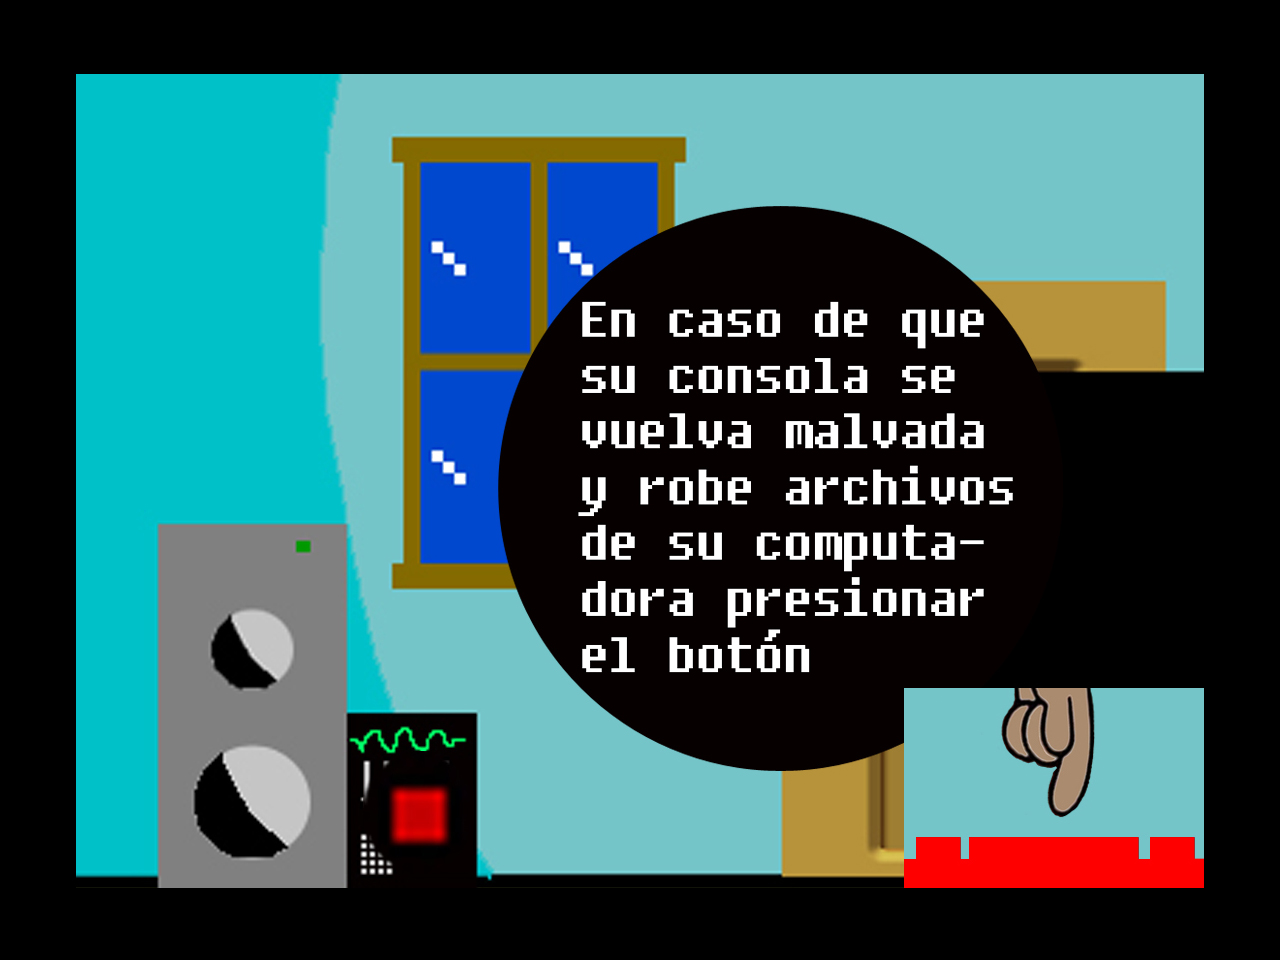 En caso de que
su consola se
vuelva malvada
y robe archivos
de su computa-
dora presionar
el botón